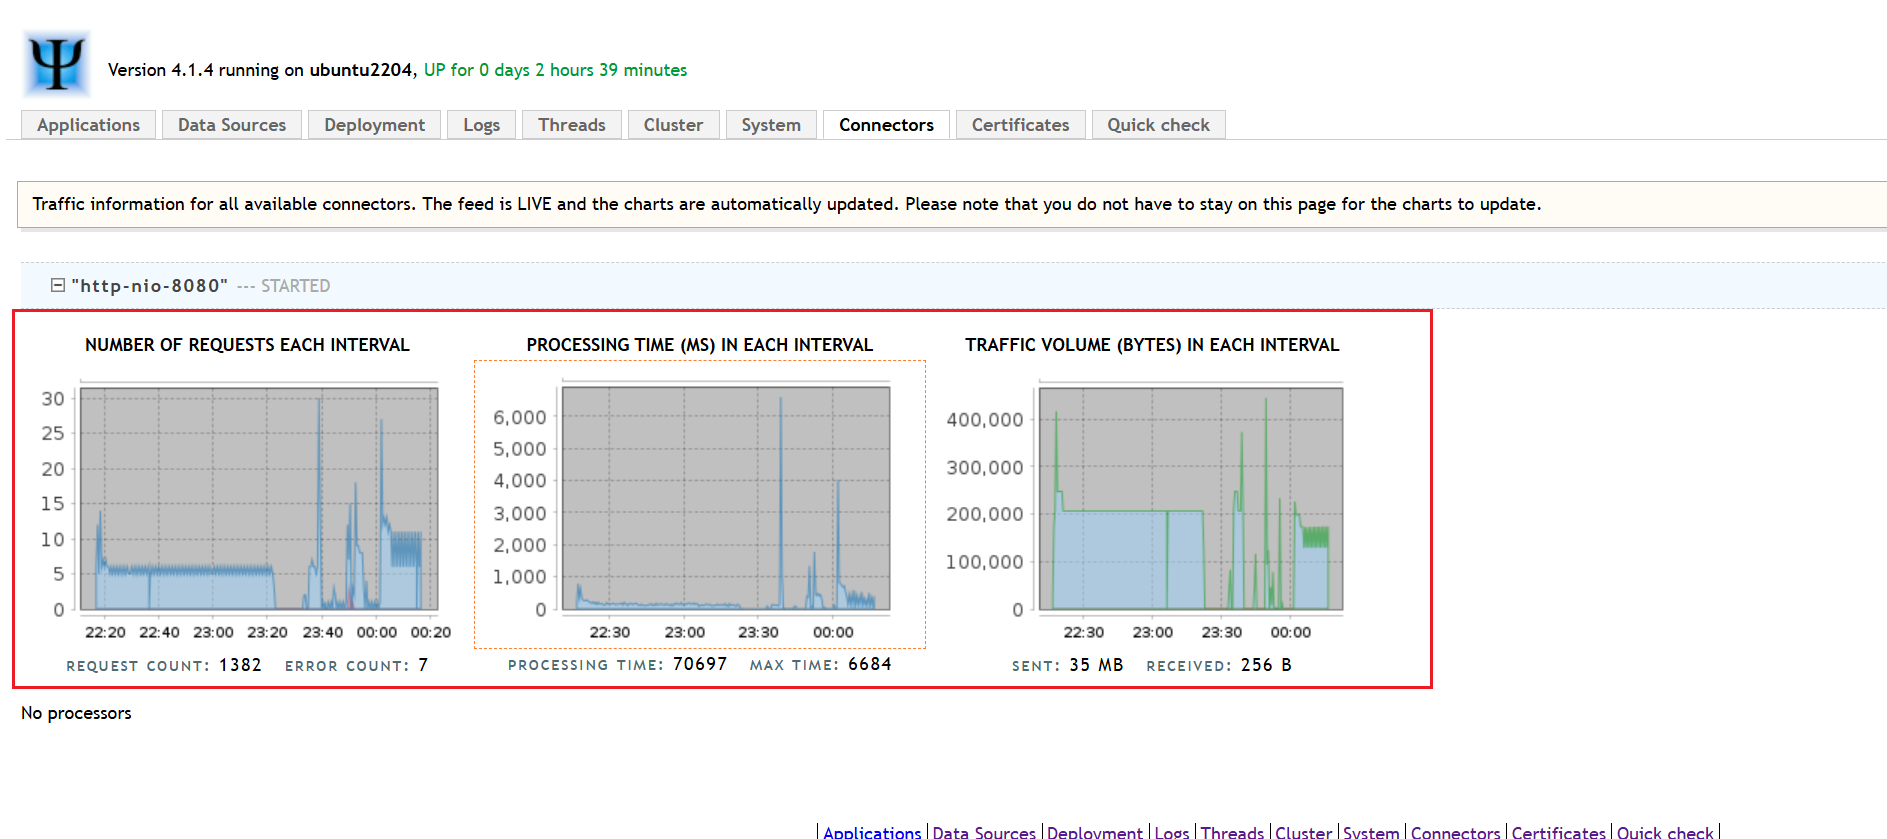 Ψ
Version 4.1.4 running on ubuntu2204, UP for 0 days 2 hours 39 minutes
Applications Data Sources Deployment Logs Threads Cluster System Connectors Certificates Quick check
Traffic information for all available connectors. The feed is LIVE and the charts are automatically updated. Please note that you do not have to stay on this page for the charts to update.
"http-nio-8080" --- STARTED
NUMBER OF REQUESTS EACH INTERVAL
30
25
20
15
10
5
0
22:20 22:40 23:00 23:20 23:40 00:00 00:20
REQUEST COUNT: 1382 ERROR COUNT: 7
PROCESSING TIME (MS) IN EACH INTERVAL
6,000
5,000
4,000
3,000
2,000
1,000
0
22:30 23:00 23:30 00:00
PROCESSING TIME: 70697 MAX TIME: 6684
TRAFFIC VOLUME (BYTES) IN EACH INTERVAL
400,000
300,000
200,000
100,000
0
22:30 23:00 23:30 00:00
SENT: 35 MB RECEIVED: 256 B
No processors
Applications | Data Sources | Deployment | Logs | Threads | Cluster | System | Connectors | Certificates | Quick check |